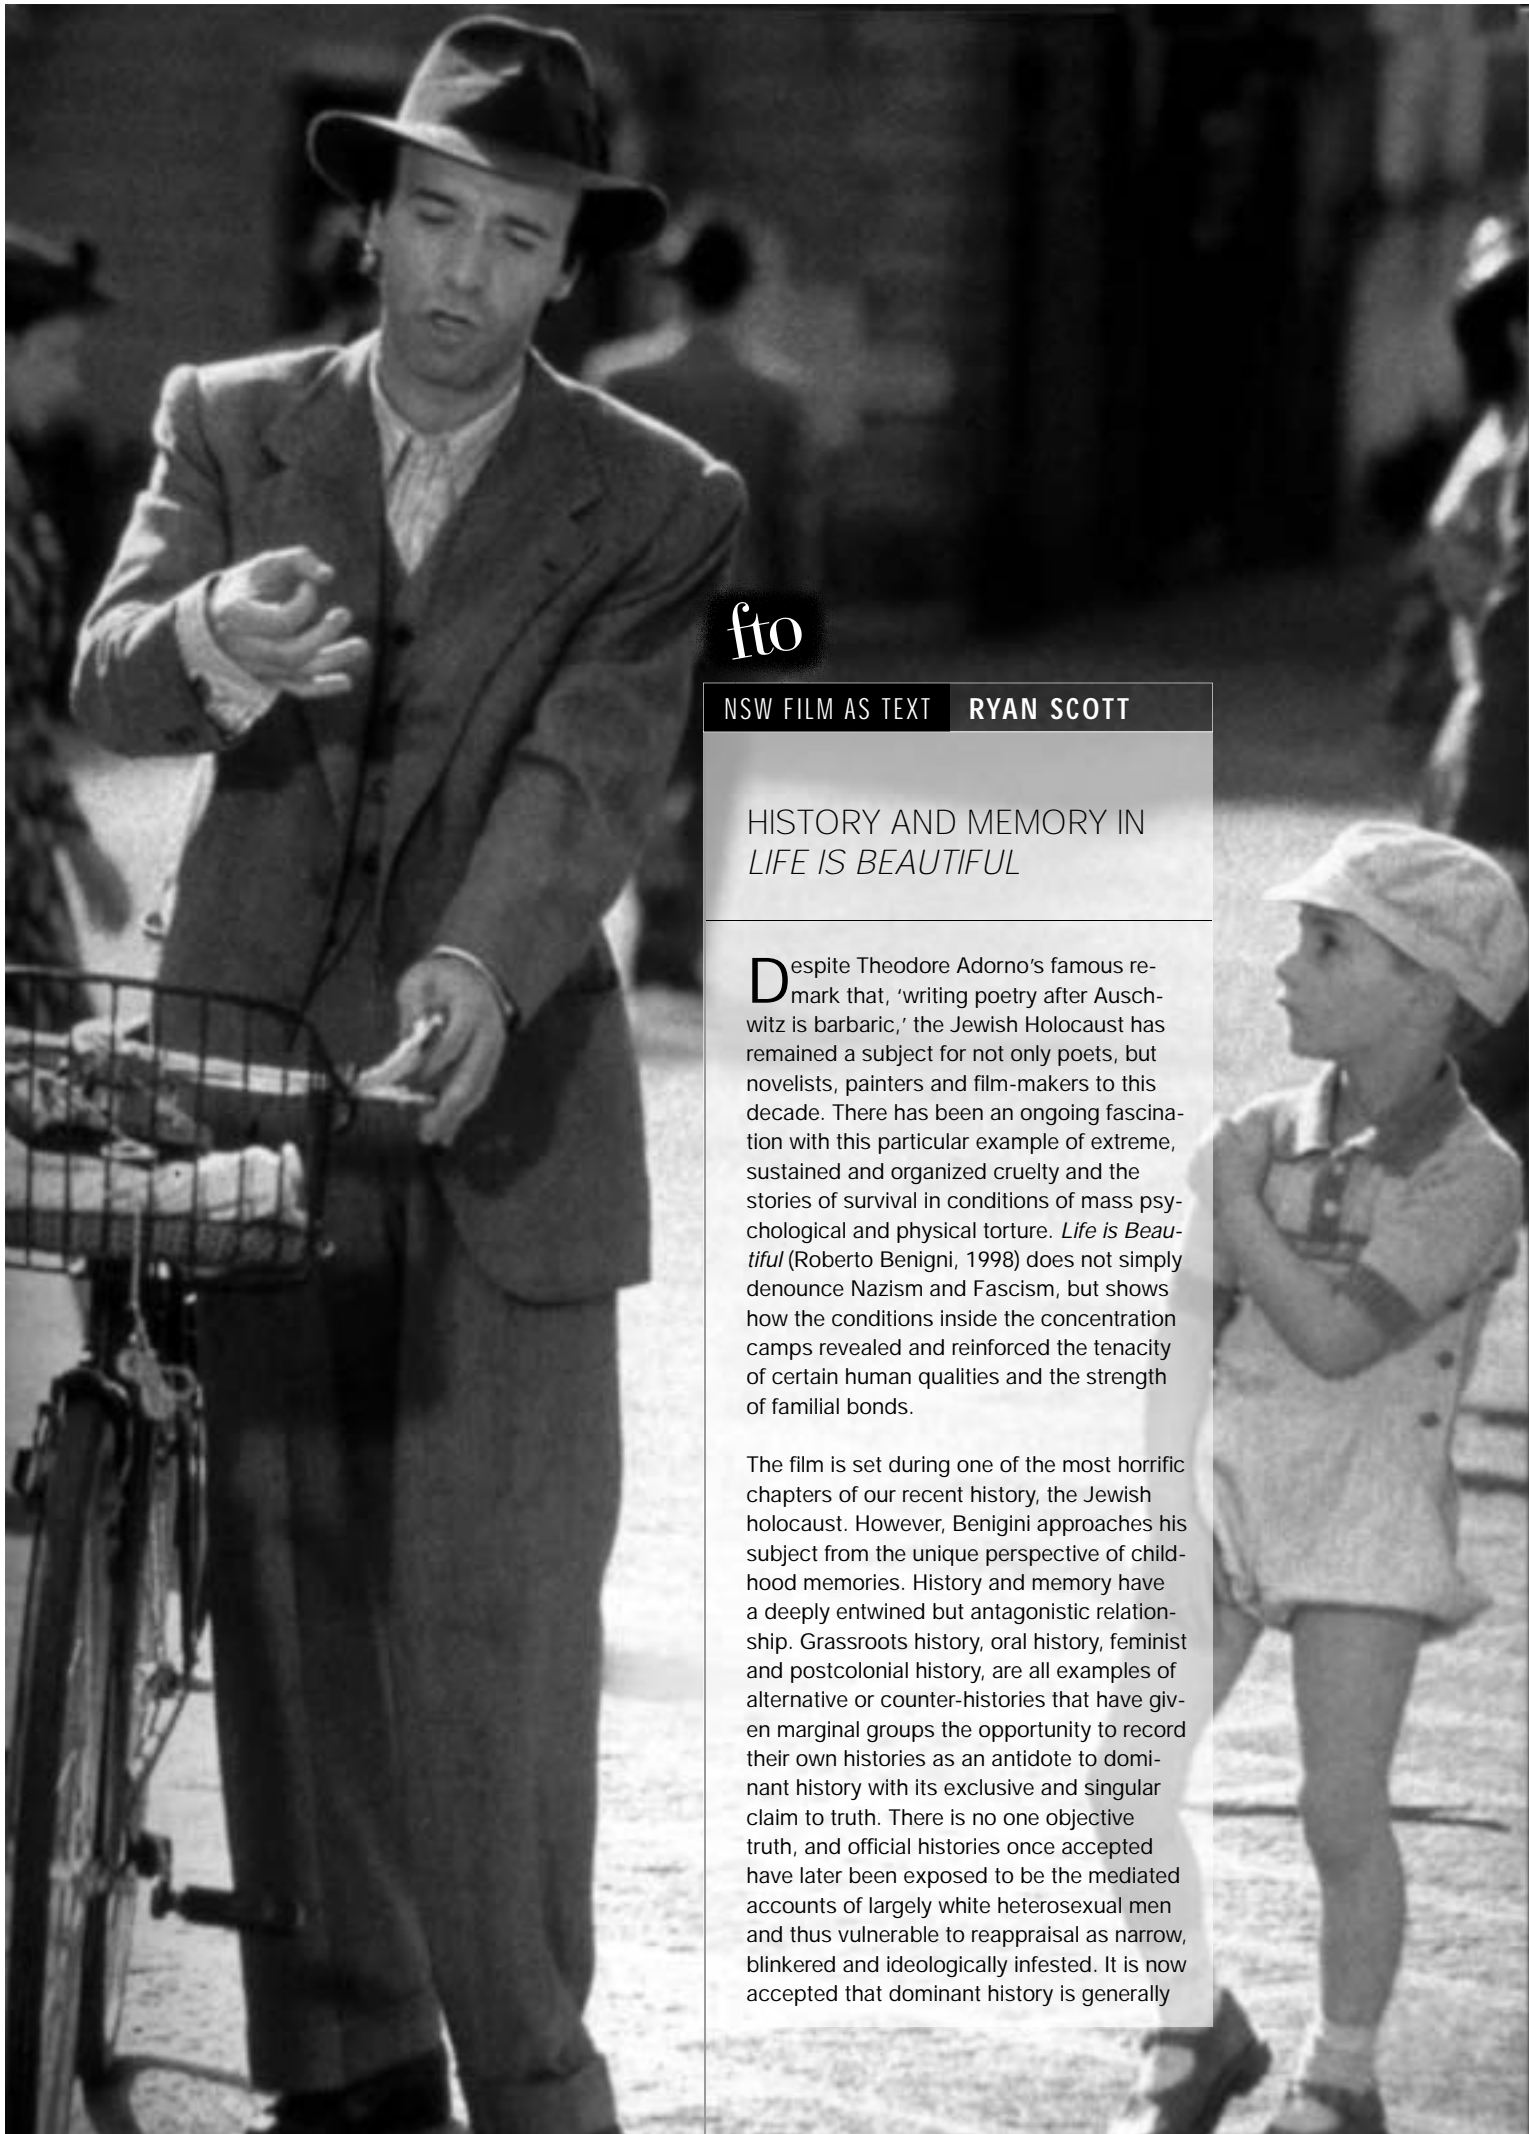 fto
NSW FILM AS TEXT RYAN SCOTT
HISTORY AND MEMORY IN
LIFE IS BEAUTIFUL
Despite Theodore Adorno's famous re-
mark that, 'writing poetry after Ausch-
witz is barbaric,' the Jewish Holocaust has
remained a subject for not only poets, but
novelists, painters and film-makers to this
decade. There has been an ongoing fascina-
tion with this particular example of extreme,
sustained and organized cruelty and the
stories of survival in conditions of mass psy-
chological and physical torture. Life is Beau-
tiful (Roberto Benigni, 1998) does not simply
denounce Nazism and Fascism, but shows
how the conditions inside the concentration
camps revealed and reinforced the tenacity
of certain human qualities and the strength
of familial bonds.
The film is set during one of the most horrific
chapters of our recent history, the Jewish
holocaust. However, Benigini approaches his
subject from the unique perspective of child-
hood memories. History and memory have
a deeply entwined but antagonistic relation-
ship. Grassroots history, oral history, feminist
and postcolonial history, are all examples of
alternative or counter-histories that have giv-
en marginal groups the opportunity to record
their own histories as an antidote to domi-
nant history with its exclusive and singular
claim to truth. There is no one objective
truth, and official histories once accepted
have later been exposed to be the mediated
accounts of largely white heterosexual men
and thus vulnerable to reappraisal as narrow,
blinkered and ideologically infested. It is now
accepted that dominant history is generally